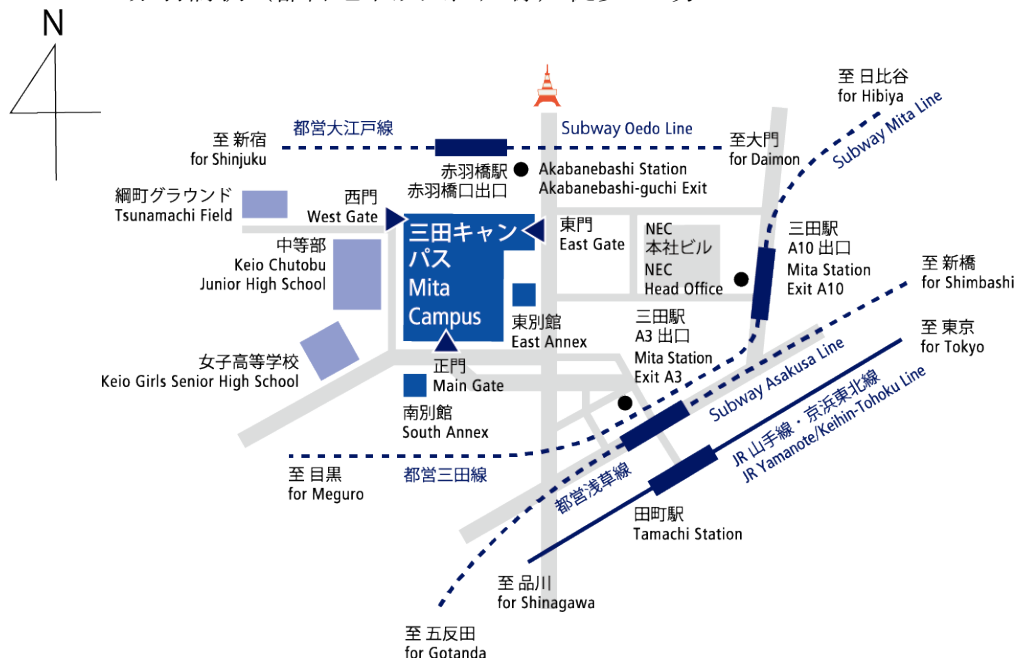 N
至 日比谷
for Hibiya
Subway Mita Line
都営大江戸線
Subway Oedo Line
至 新宿
for Shinjuku
至大門
for Daimon
赤羽橋駅
赤羽橋口出口
Akabanebashi Station
Akabanebashi-guchi Exit
綱町グラウンド
Tsunamachi Field
西門
West Gate
三田キャン
パス
Mita
Campus
東門
East Gate
NEC
本社ビル
NEC
Head Office
三田駅
A10 出口
Mita Station
Exit A10
中等部
Keio Chutobu
Junior High School
至 新橋
for Shimbashi
東別館
East Annex
三田駅
A3 出口
Mita Station
Exit A3
至 東京
for Tokyo
女子高等学校
Keio Girls Senior High School
正門
Main Gate
Subway Asakusa Line
南別館
South Annex
JR 山手線・京浜東北線
JR Yamanote/Keihin-Tohoku Line
至 目黒
for Meguro
都営三田線
都営浅草線
田町駅
Tamachi Station
至 品川
for Shinagawa
至 五反田
for Gotanda